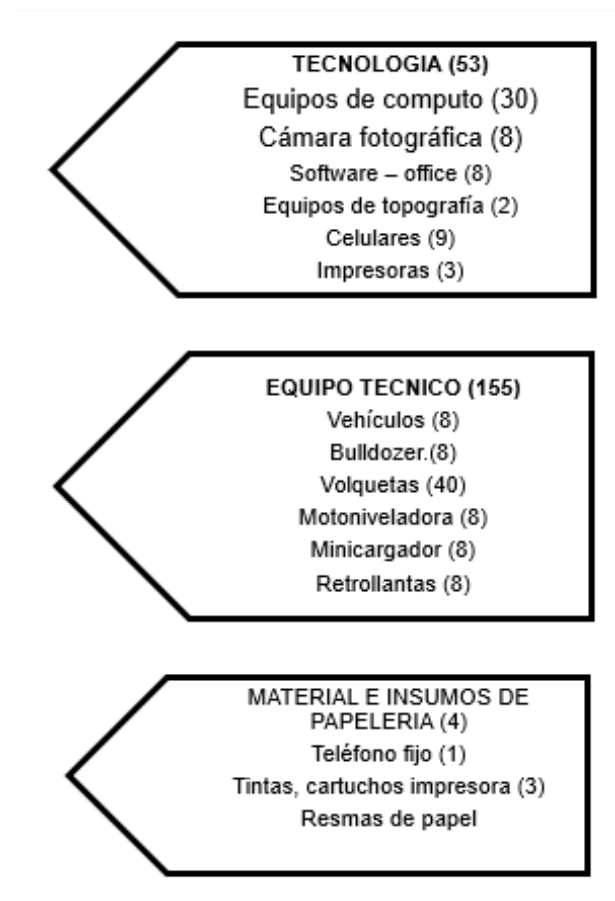 TECNOLOGIA (53)
Equipos de computo (30)
Cámara fotográfica (8)
Software – office (8)
Equipos de topografía (2)
Celulares (9)
Impresoras (3)
EQUIPO TECNICO (155)
Vehículos (8)
Bulldozer.(8)
Volquetas (40)
Motoniveladora (8)
Minicargador (8)
Retrollantas (8)
MATERIAL E INSUMOS DE
PAPELERIA (4)
Teléfono fijo (1)
Tintas, cartuchos impresora (3)
Resmas de papel